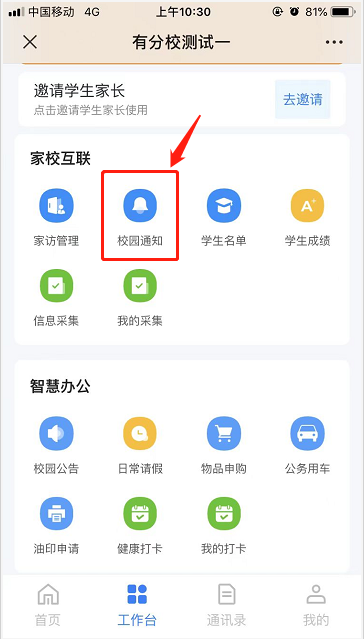 中国移动 4G 上午10:30 81%
有分校测试一
邀请学生家长
点击邀请学生家长使用
去邀请
家校互联
家访管理 校园通知 学生名单 学生成绩
A+
信息采集 我的采集
智慧办公
校园公告 日常请假 物品申购 公务用车
油印申请 健康打卡 我的打卡
首页 工作台 通讯录 我的